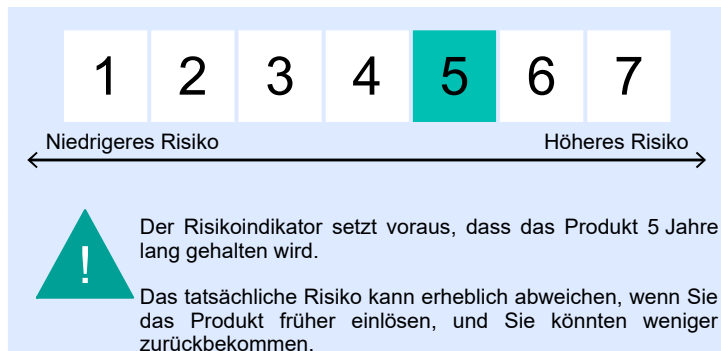 1 2 3 4 5 6 7
Niedrigeres Risiko Höheres Risiko
!
Der Risikoindikator setzt voraus, dass das Produkt 5 Jahre
lang gehalten wird.
Das tatsächliche Risiko kann erheblich abweichen, wenn Sie
das Produkt früher einlösen, und Sie könnten weniger
zurückbekommen.